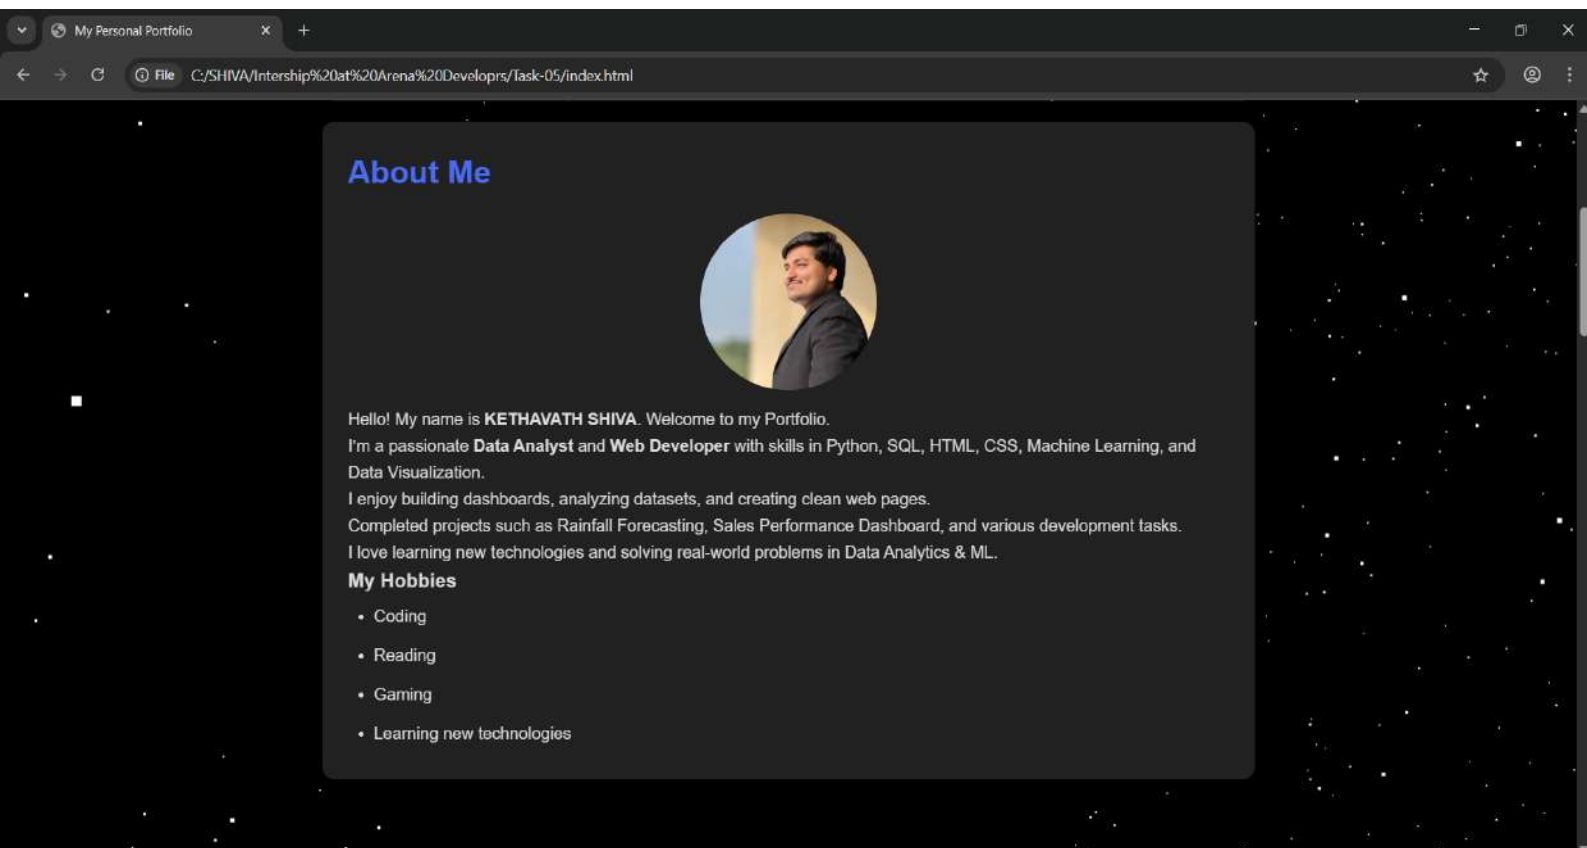 My Personal Portfolio
File C:/SHIVA/Intership%20at%20Arena%20Developrs/Task-05/index.html
About Me
Hello! My name is KETHAVATH SHIVA. Welcome to my Portfolio.
I'm a passionate Data Analyst and Web Developer with skills in Python, SQL, HTML, CSS, Machine Learning, and
Data Visualization.
I enjoy building dashboards, analyzing datasets, and creating clean web pages.
Completed projects such as Rainfall Forecasting, Sales Performance Dashboard, and various development tasks.
I love learning new technologies and solving real-world problems in Data Analytics & ML.
My Hobbies
• Coding
• Reading
• Gaming
• Learning new technologies